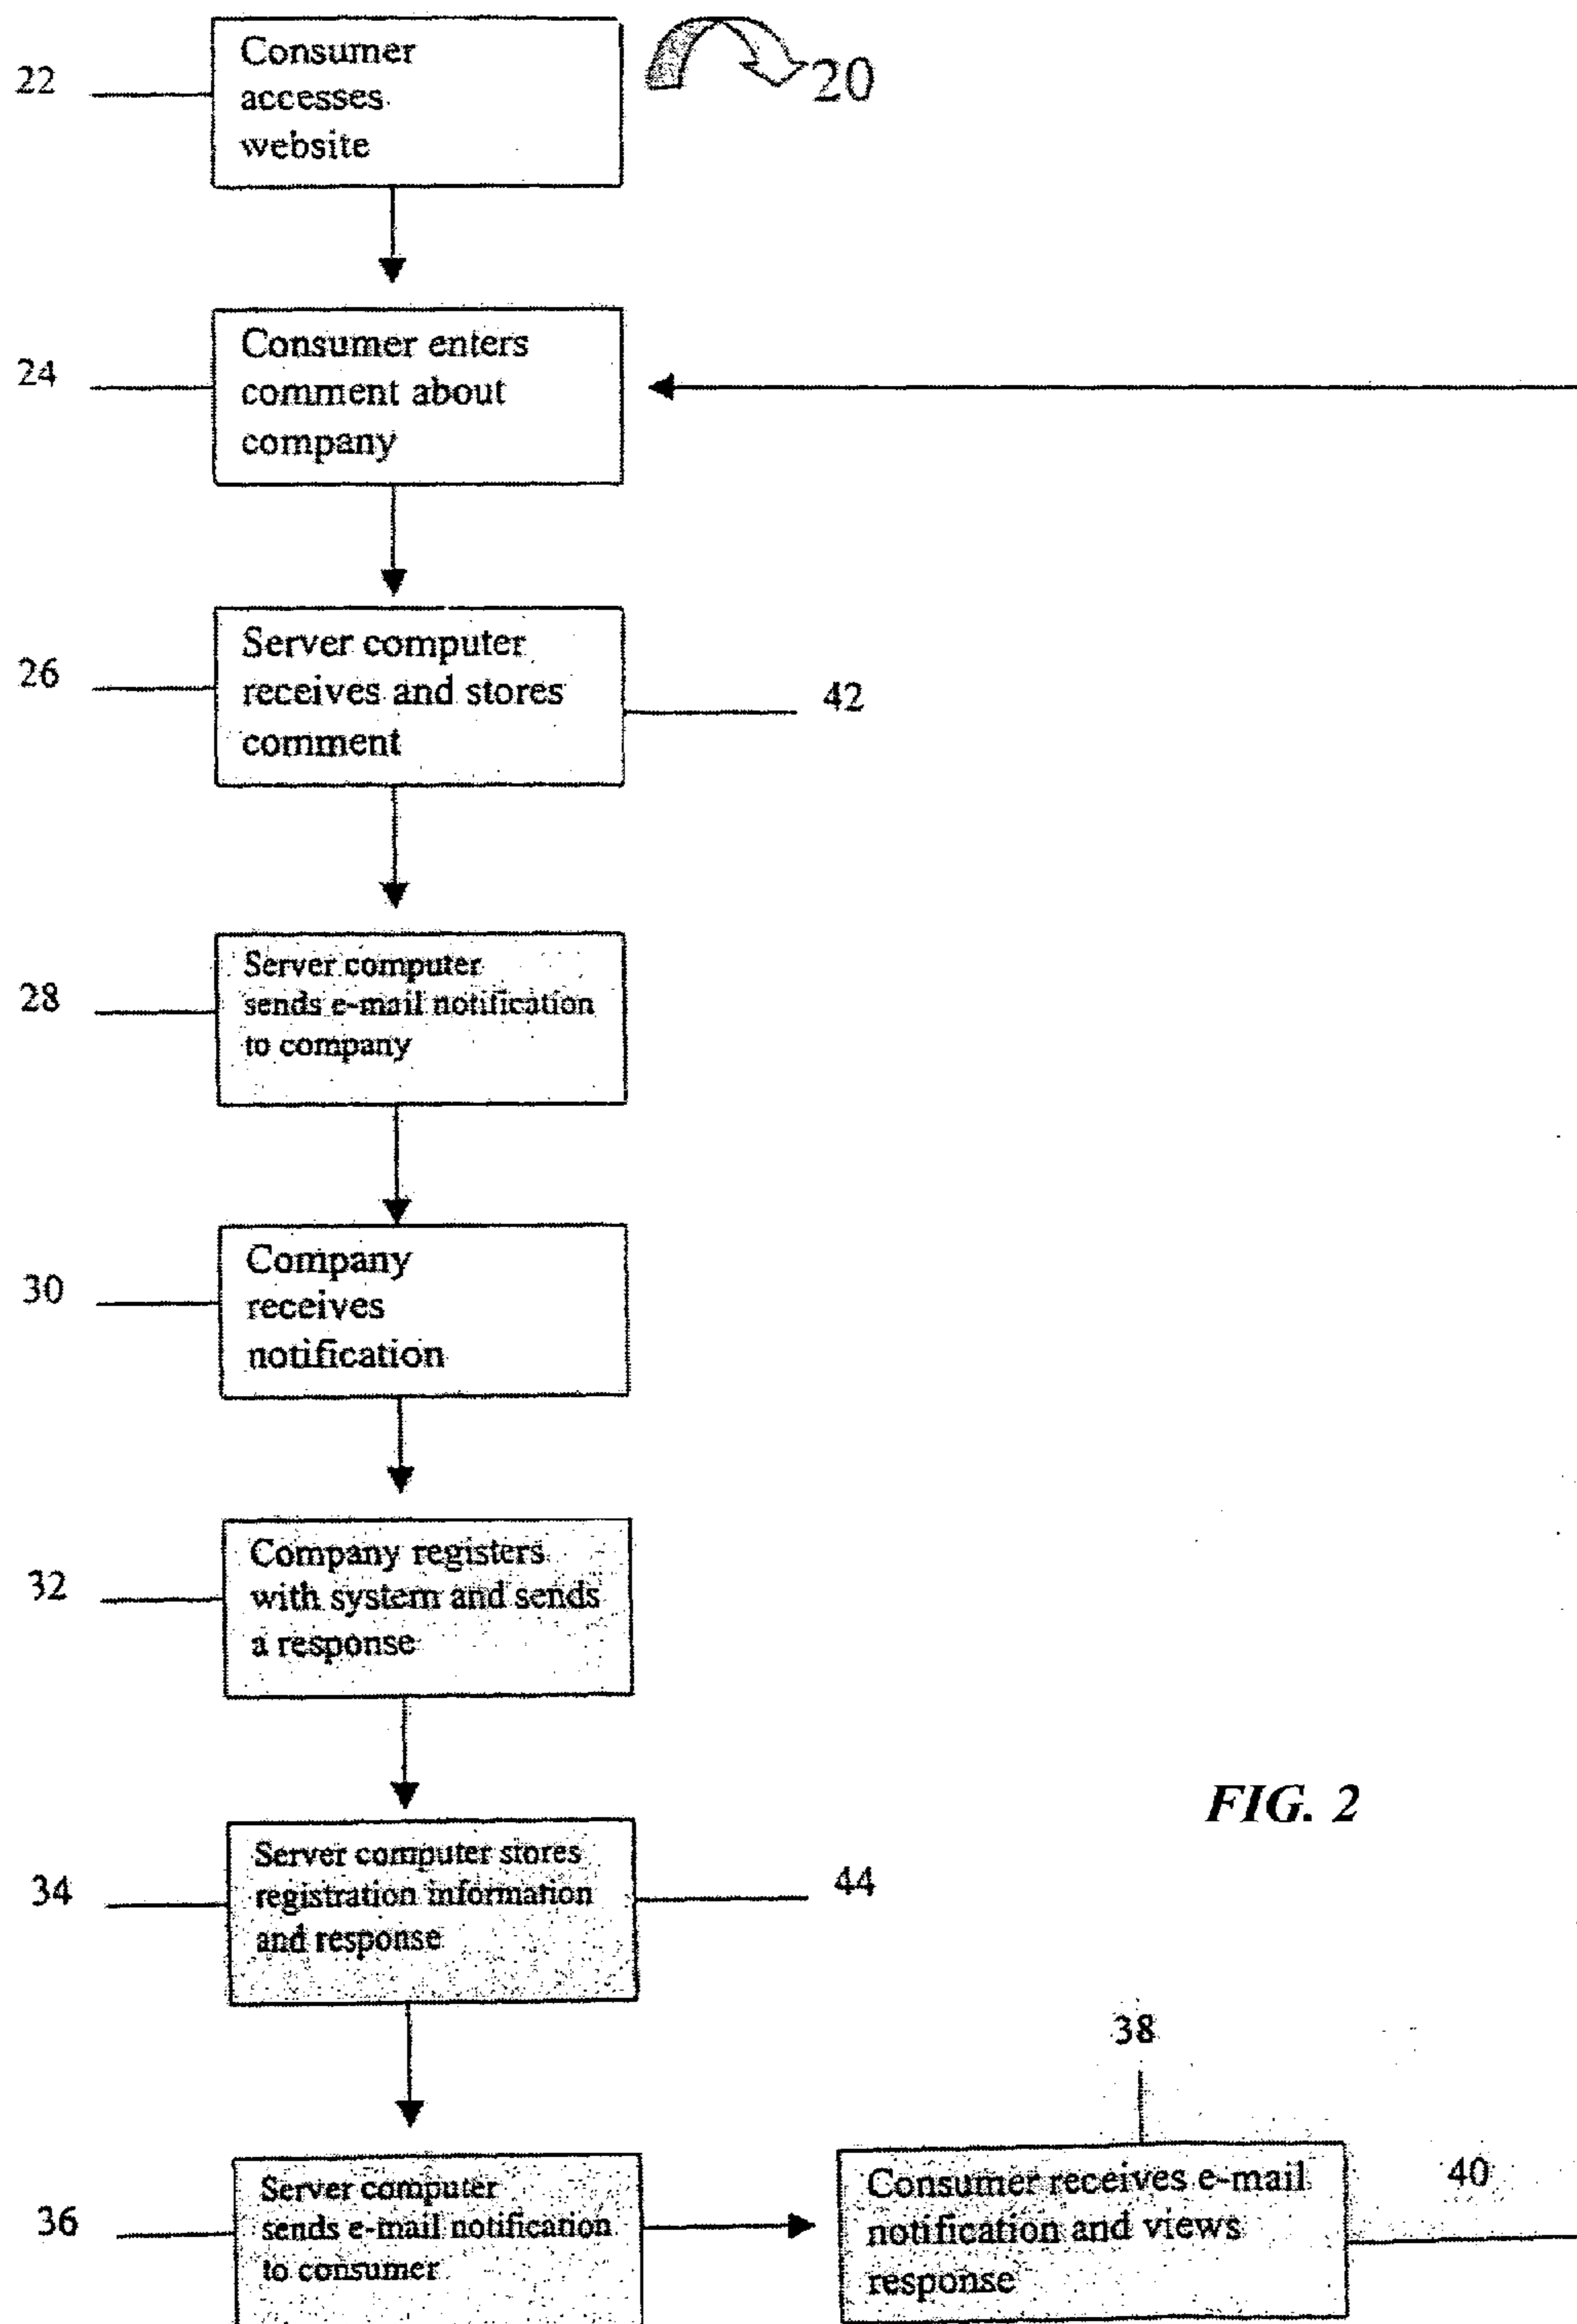 22
Consumer
accesses
website
20
24
Consumer enters
comment about
company
26
Server computer
receives and stores
comment
42
28
Server computer
sends e-mail notification
to company
30
Company
receives
notification
32
Company registers
with system and sends
a response
FIG. 2
34
Server computer stores
registration information
and response
44
38
36
Server computer
sends e-mail notification
to consumer
Consumer receives e-mail
notification and views
response
40